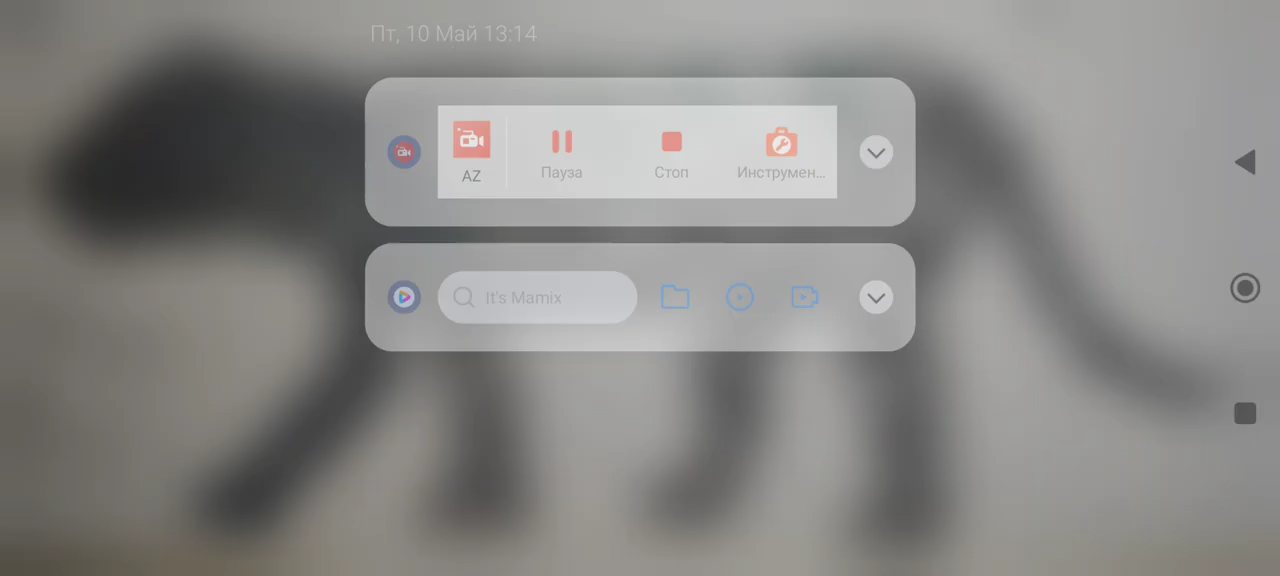 Пт, 10 Май 13:14
AZ
Пауза
Стоп
Инструмен...
It's Mamix